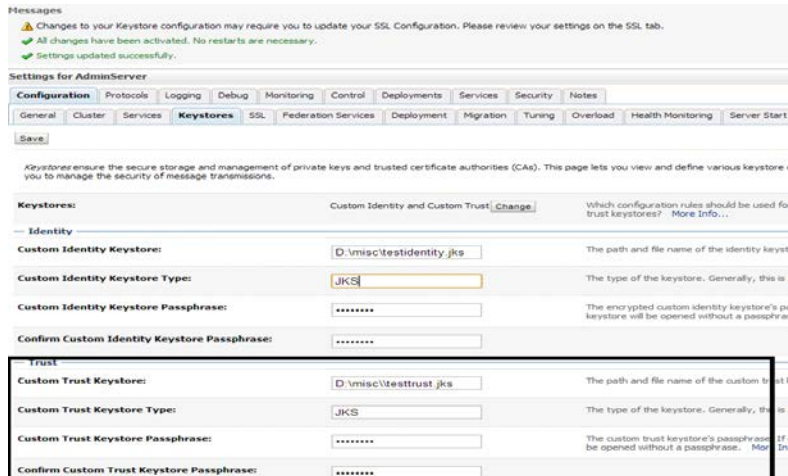 Messages
Changes to your Keystore configuration may require you to update your SSL Configuration. Please review your settings on the SSL tab.
All changes have been activated. No restarts are necessary.
Settings updated successfully.
Settings for AdminServer
Configuration Protocols Logging Debug Monitoring Control Deployments Services Security Notes
General Cluster Services Keystores SSL Federation Services Deployment Migration Tuning Overload Health Monitoring Server Start
Save
Keystores ensure the secure storage and management of private keys and trusted certificate authorities (CAs). This page lets you view and define various keystore
you to manage the security of message transmissions.
Keystores: Custom Identity and Custom Trust Change Which configuration rules should be used fo
trust keystores? More Info...
Identity
Custom Identity Keystore: D:\misc\testidentity.jks The path and file name of the identity keyst
Custom Identity Keystore Type: JKS The type of the keystore. Generally, this is
Custom Identity Keystore Passphrase: •••••••• The encrypted custom identity keystore's pa
keystore will be opened without a passphra
Confirm Custom Identity Keystore Passphrase: ••••••••
Trust
Custom Trust Keystore: D:\misc\\testtrust.jks The path and file name of the custom trust
Custom Trust Keystore Type: JKS The type of the keystore. Generally, this is
Custom Trust Keystore Passphrase: •••••••• The custom trust keystore's passphrase. If
be opened without a passphrase. More In
Confirm Custom Trust Keystore Passphrase: ••••••••